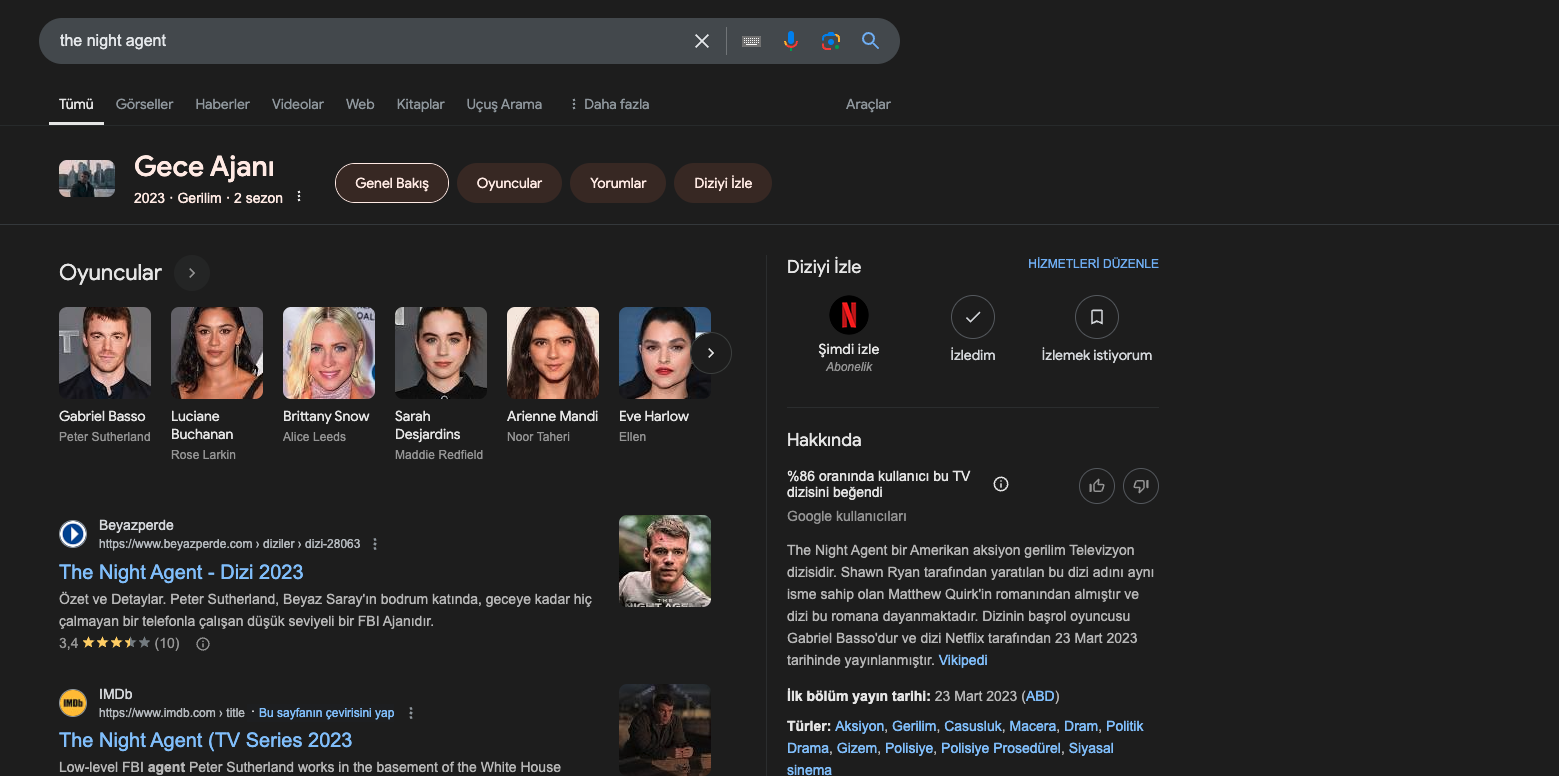 the night agent
Tümü Görseller Haberler Videolar Web Kitaplar Uçuş Arama Daha fazla Araçlar
Gece Ajanı
2023 · Gerilim · 2 sezon
Genel Bakış Oyuncular Yorumlar Diziyi İzle
Oyuncular
Gabriel Basso
Peter Sutherland
Luciane
Buchanan
Rose Larkin
Brittany Snow
Alice Leeds
Sarah
Desjardins
Maddie Redfield
Arienne Mandi
Noor Taheri
Eve Harlow
Ellen
Beyazperde
https://www.beyazperde.com › diziler › dizi-28063
The Night Agent - Dizi 2023
Özet ve Detaylar. Peter Sutherland, Beyaz Saray'ın bodrum katında, geceye kadar hiç
çalmayan bir telefonla çalışan düşük seviyeli bir FBI Ajanıdır.
3,4 (10)
IMDb
IMDb
https://www.imdb.com › title · Bu sayfanın çevirisini yap
The Night Agent (TV Series 2023
Low-level FBI agent Peter Sutherland works in the basement of the White House
Diziyi İzle
HİZMETLERİ DÜZENLE
N
Şimdi izle
Abonelik
İzledim
İzlemek istiyorum
Hakkında
%86 oranında kullanıcı bu TV
dizisini beğendi
Google kullanıcıları
The Night Agent bir Amerikan aksiyon gerilim Televizyon
dizisidir. Shawn Ryan tarafından yaratılan bu dizi adını aynı
isme sahip olan Matthew Quirk'in romanından almıştır ve
dizi bu romana dayanmaktadır. Dizinin başrol oyuncusu
Gabriel Basso'dur ve dizi Netflix tarafından 23 Mart 2023
tarihinde yayınlanmıştır. Vikipedi
İlk bölüm yayın tarihi: 23 Mart 2023 (ABD)
Türler: Aksiyon, Gerilim, Casusluk, Macera, Dram, Politik
Drama, Gizem, Polisiye, Polisiye Prosedürel, Siyasal
sinema